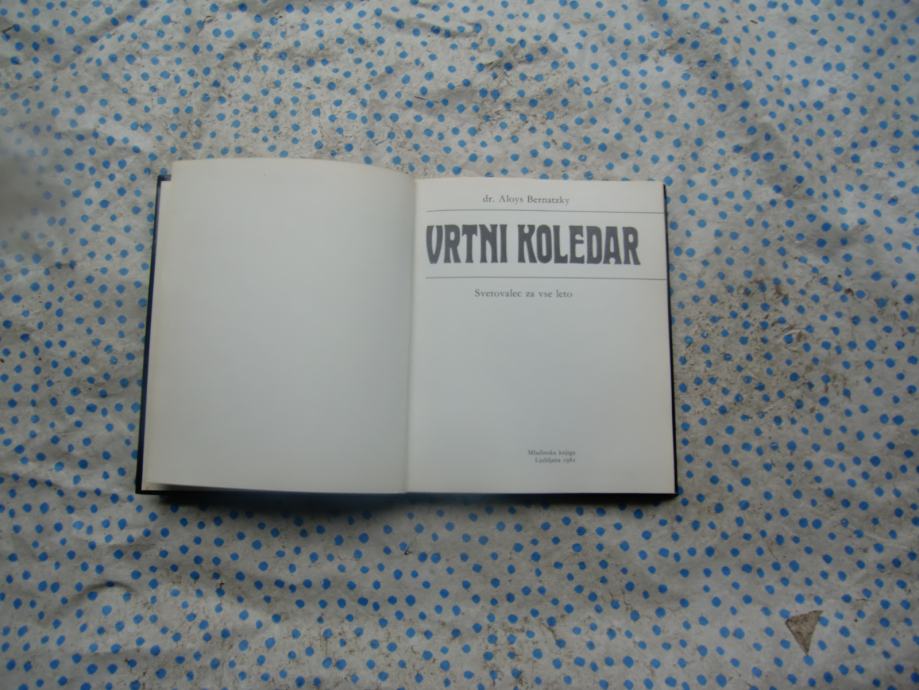 dr. Aloys Bernatzky
VRTNI KOLEDAR
Svetovalec za vse leto
Mladinska knjiga
Ljubljana 1982